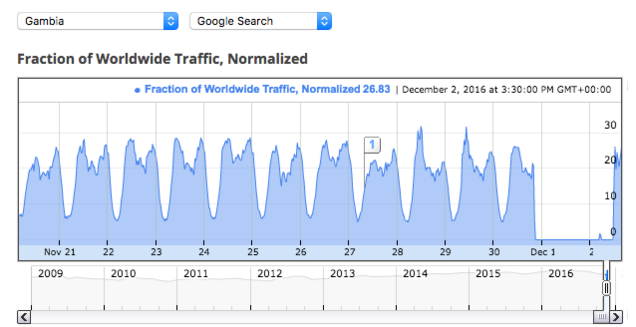 Gambia Google Search
Fraction of Worldwide Traffic, Normalized
Fraction of Worldwide Traffic, Normalized 26.83 | December 2, 2016 at 3:30:00 PM GMT+00:00
30
1
20
10
0
Nov 21 22 23 24 25 26 27 28 29 30 Dec 1 2
2009 2010 2011 2012 2013 2014 2015 2016 1